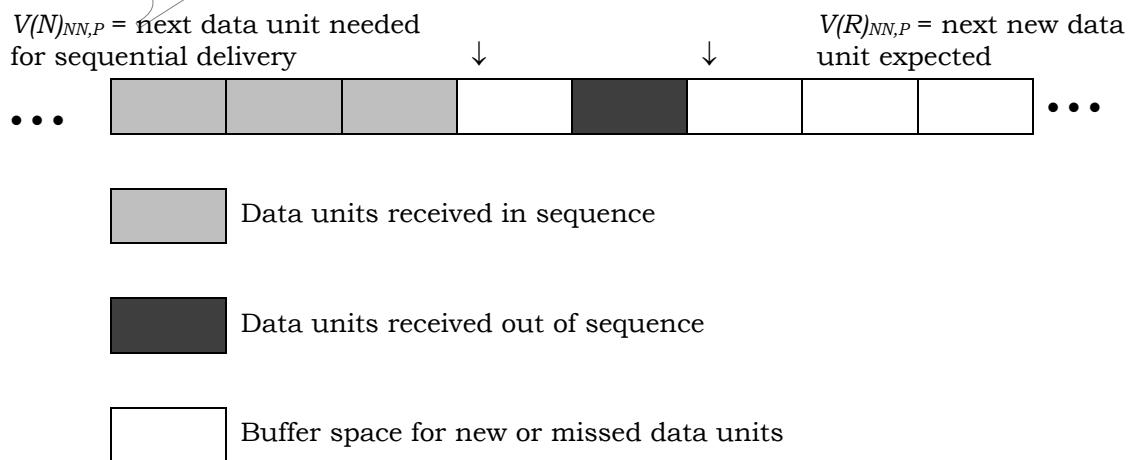 V(N)NN,P = next data unit needed
for sequential delivery
↓
↓
V(R)NN,P = next new data
unit expected
•••
•••
Data units received in sequence
Data units received out of sequence
Buffer space for new or missed data units